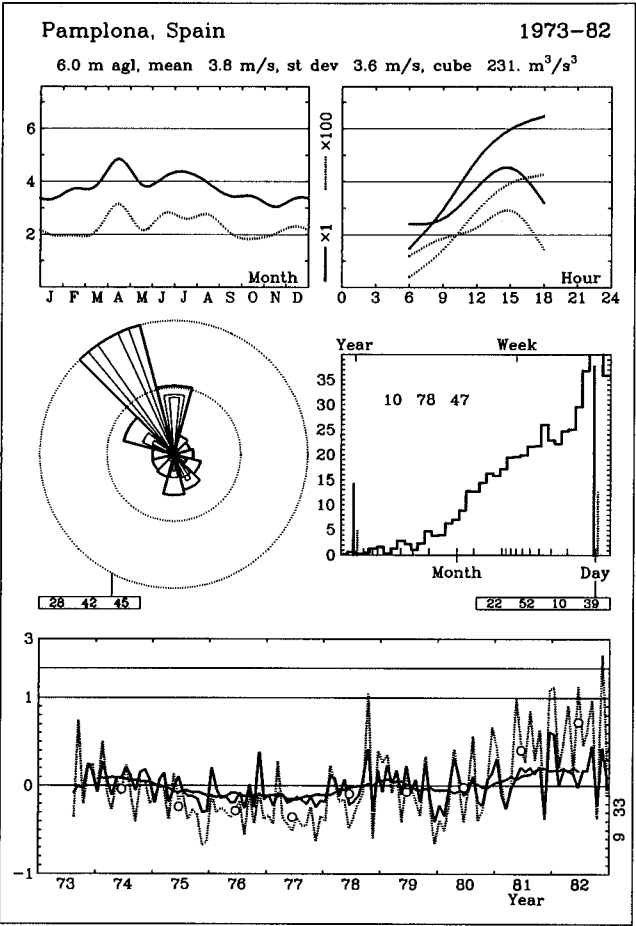 Pamplona, Spain 1973-82
6.0 m agl, mean 3.8 m/s, st dev 3.6 m/s, cube 231. m³/s³
6
4
2
×1 ×100
Month
J F M A M J J A S O N D
Hour
0 3 6 9 12 15 18 21 24
Year Week
35
30
25
20
15
10
5
0
10 78 47
Month Day
28 42 45
22 52 10 39
3
1
0
-1
9 33
73 74 75 76 77 78 79 80 81 82
Year